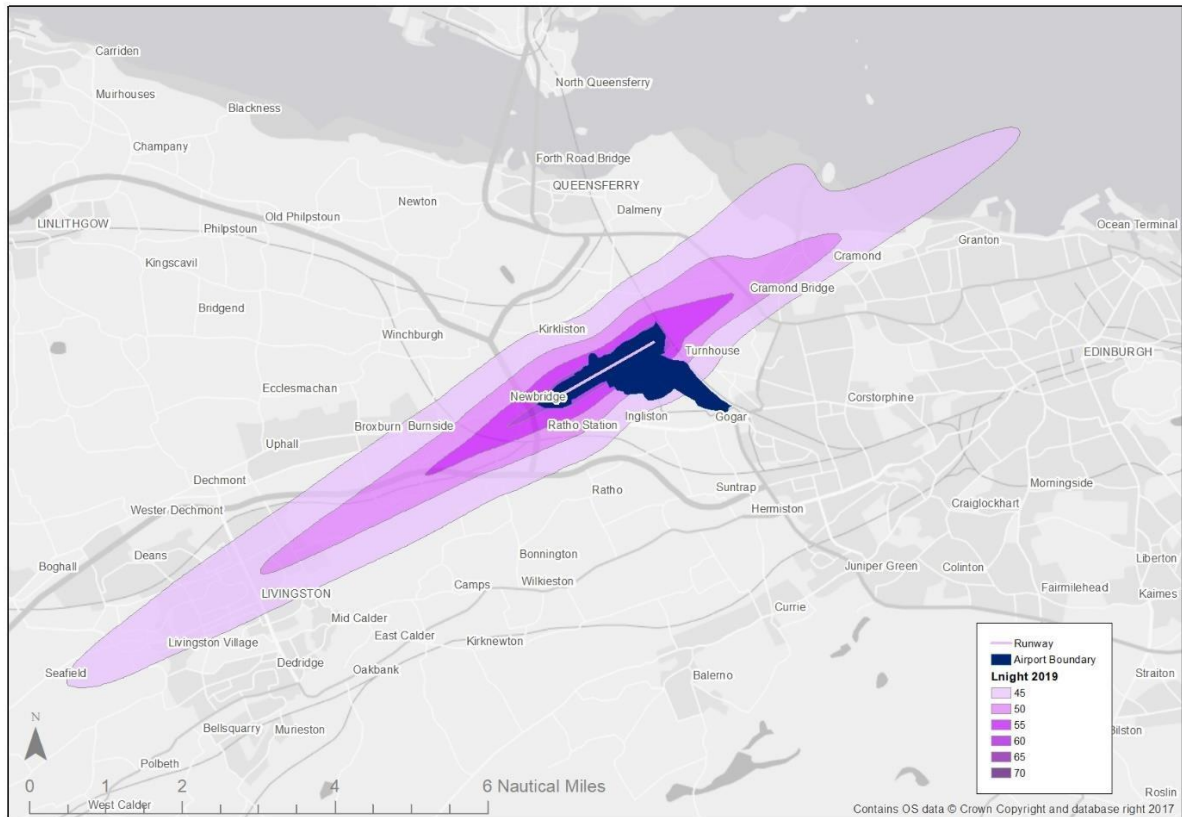 Carriden
North Queensferry
Muirhouses
Blackness
Champany
Forth Road Bridge
QUEENSFERRY
Newton
Dalmeny
Old Philpstoun
LINLITHGOW
Philpstoun
Ocean Terminal
Granton
Cramond
Kingscavil
Cramond Bridge
Bridgend
Kirkliston
Winchburgh
Turnhouse
EDINBURGH
Ecclesmachan
Newbridge
Corstorphine
Ingliston
Gogar
Broxburn
Burnside
Ratho Station
Uphall
Dechmont
Ratho
Suntrap
Morningside
Wester Dechmont
Hermiston
Craiglockhart
Deans
Bonnington
Liberton
Boghall
Juniper Green
Colinton
Camps
Wilkieston
Fairmilehead
Kaimes
LIVINGSTON
Currie
Mid Calder
East Calder
Livingston Village
Kirknewton
Dedridge
Oakbank
Seafield
Balerno
Straiton
Bellsquarry
Murieston
Bilston
Polbeth
West Calder
Roslin
N
0 1 2 4 6 Nautical Miles
Runway
Airport Boundary
Lnight 2019
45
50
55
60
65
70
Contains OS data © Crown Copyright and database right 2017